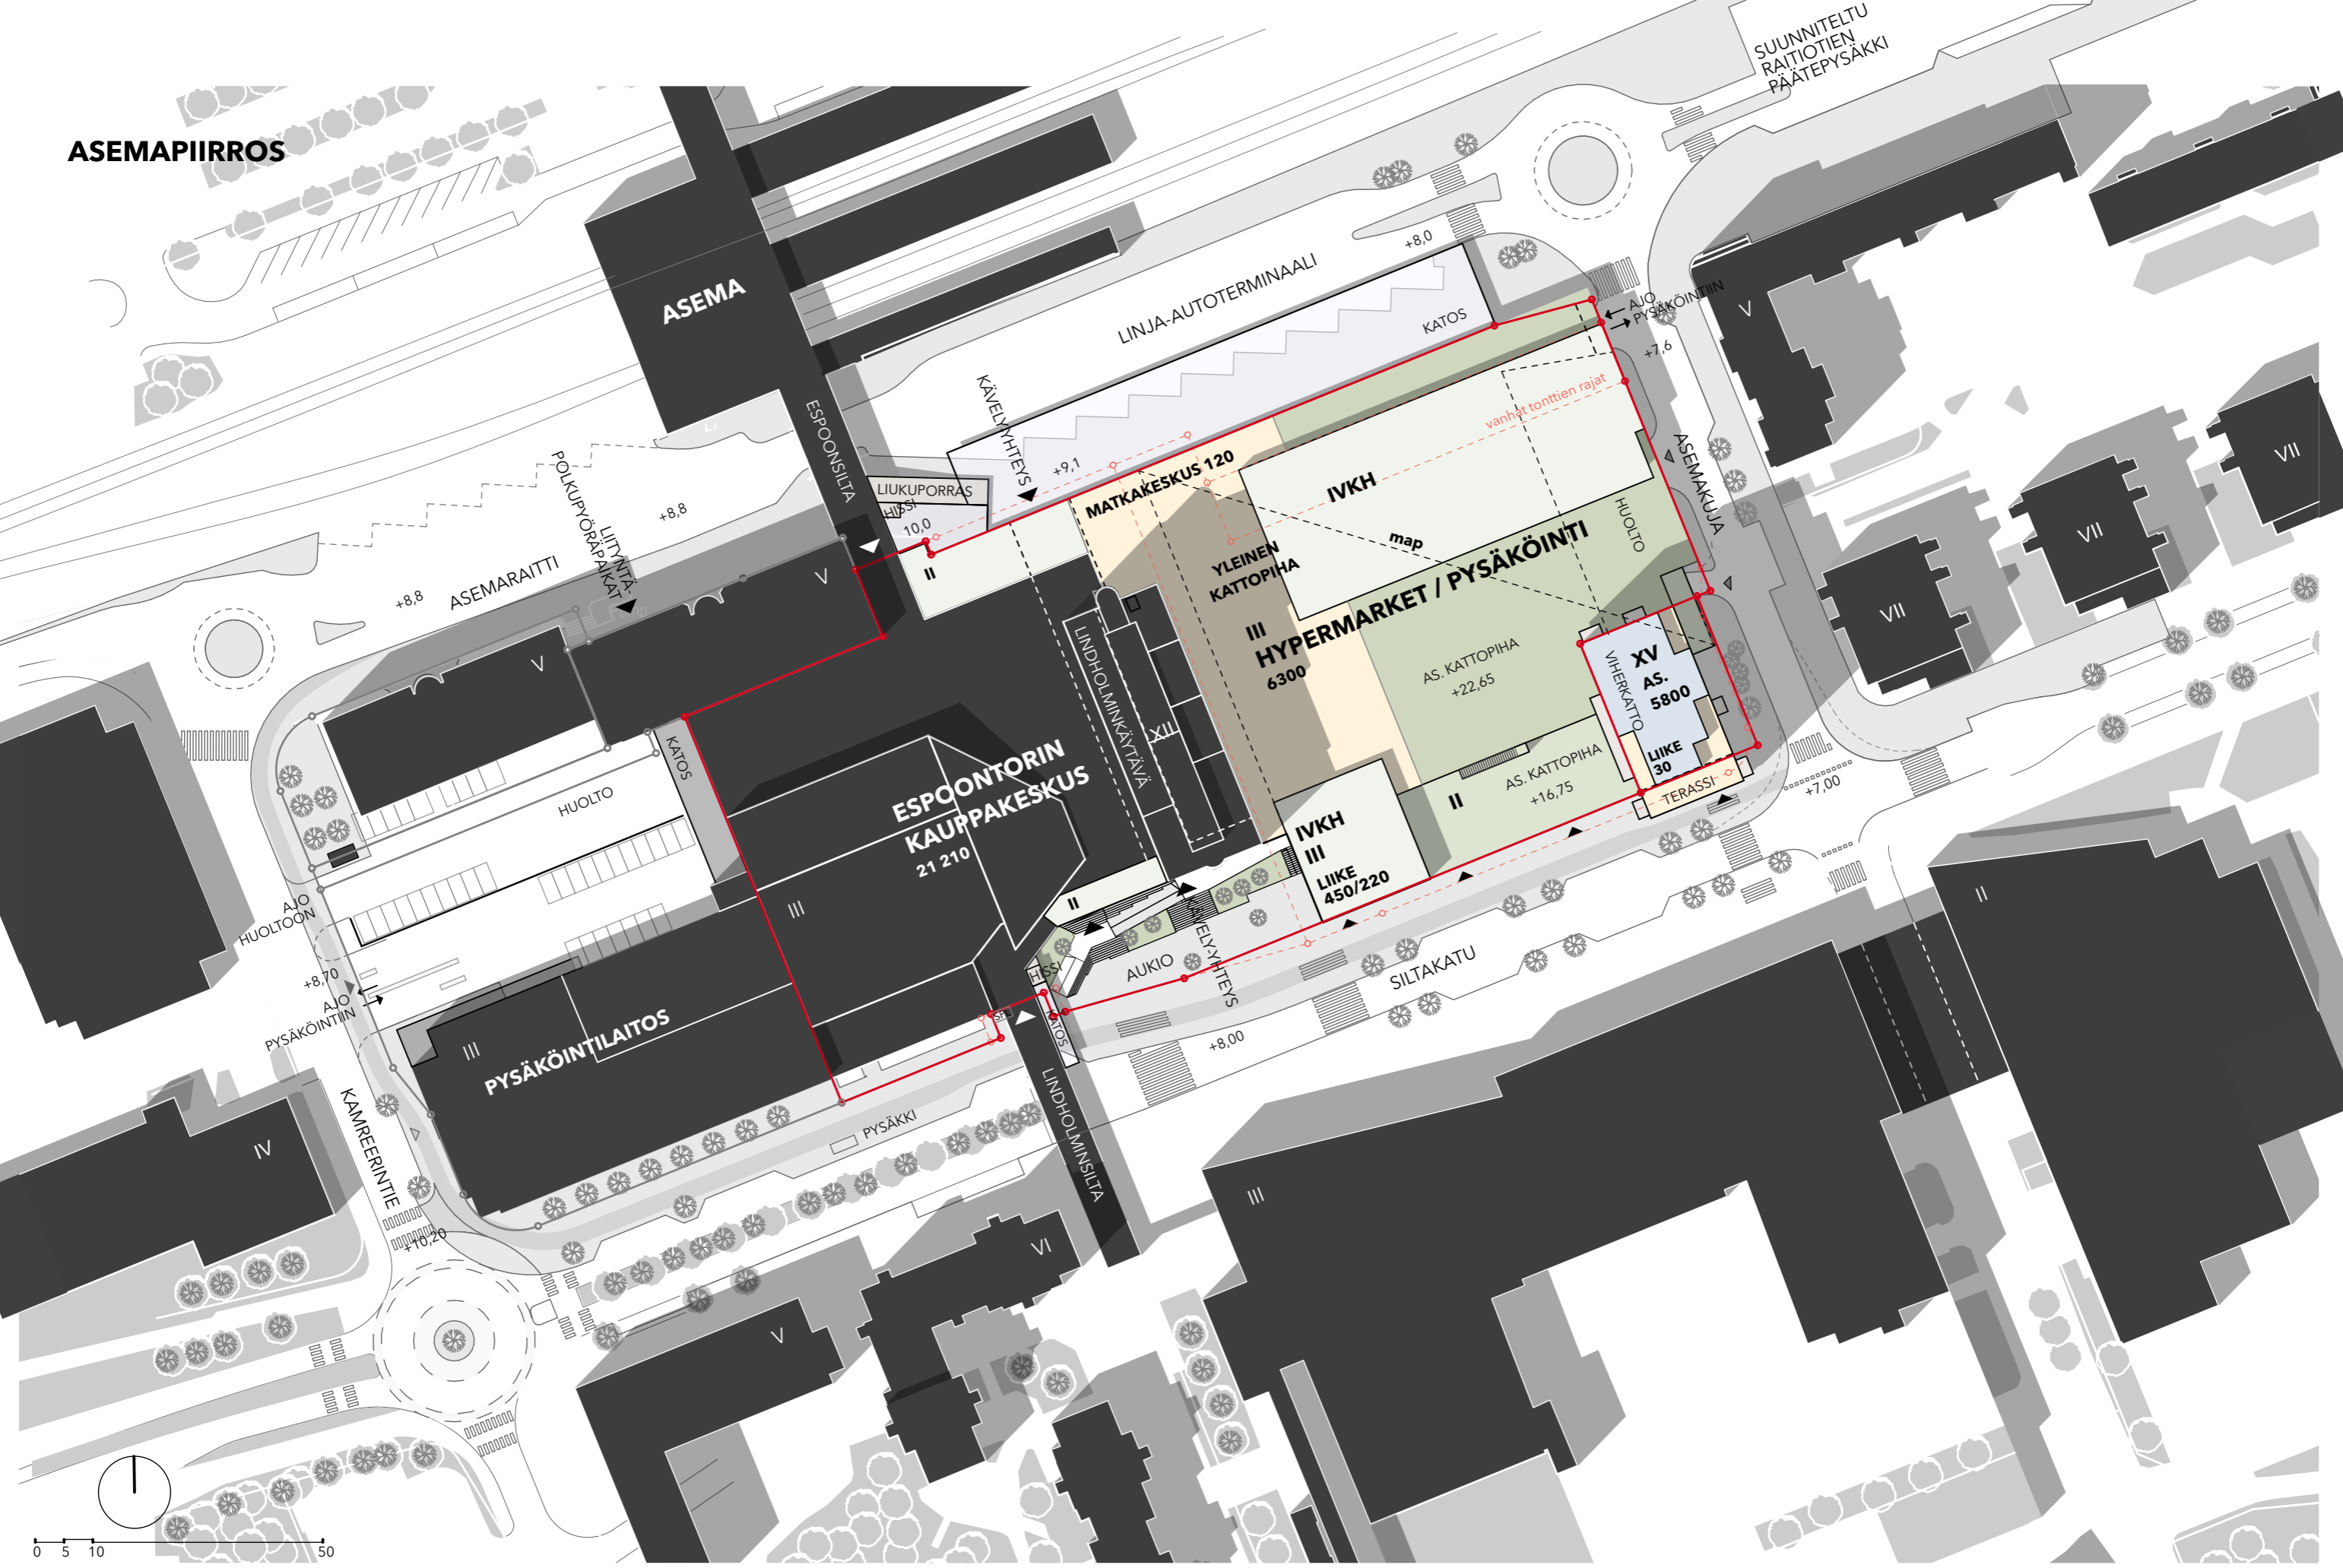 SUUNNITELTU
RAITIOTIEN
PÄÄTEPYSÄKKI
ASEMAPIIRROS
ASEMA
LINJA-AUTOTERMINAALI
+8,0
KATOS
AJO
PYSÄKÖINTIIN
+7,6
V
vanhat tonttien rajat
ESPOONSILTA
KÄVELY-YHTEYS
+9,1
MATKAKESKUS 120
IVKH
ASEMAKUJA
VII
VII
VII
LIUKUPORRAS
HISSI
10,0
POLKUPYÖRÄPAIKAT
LIITYNTÄ-
+8,8
+8,8
ASEMARAITTI
V
V
II
YLEINEN
KATTOPIHA
map
HUOLTO
III
HYPERMARKET / PYSÄKÖINTI
6300
AS. KATTOPIHA
+22,65
VIHERKATTO
XV
AS.
5800
LIIKE
30
TERASSI
+7,00
LINDHOLMINKÄYTÄVÄ
XII
KATOS
HUOLTO
ESPOONTORIN
KAUPPAKESKUS
21 210
III
II
AS. KATTOPIHA
+16,75
IVKH
III
LIIKE
450/220
II
KÄVELY-YHTEYS
HISSI
KATOS
AUKIO
SILTAKATU
+8,00
AJO
HUOLTOON
+8,70
AJO
PYSÄKÖINTIIN
III
PYSÄKÖINTILAITOS
KAMREERINTIE
IV
+10,20
PYSÄKKI
LINDHOLMINSILTA
VI
V
III
II
0 5 10 50